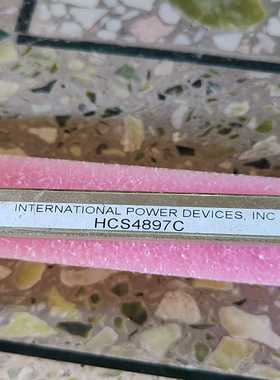 INTERNATIONAL POWER DEVICES, INC
HCS4897C